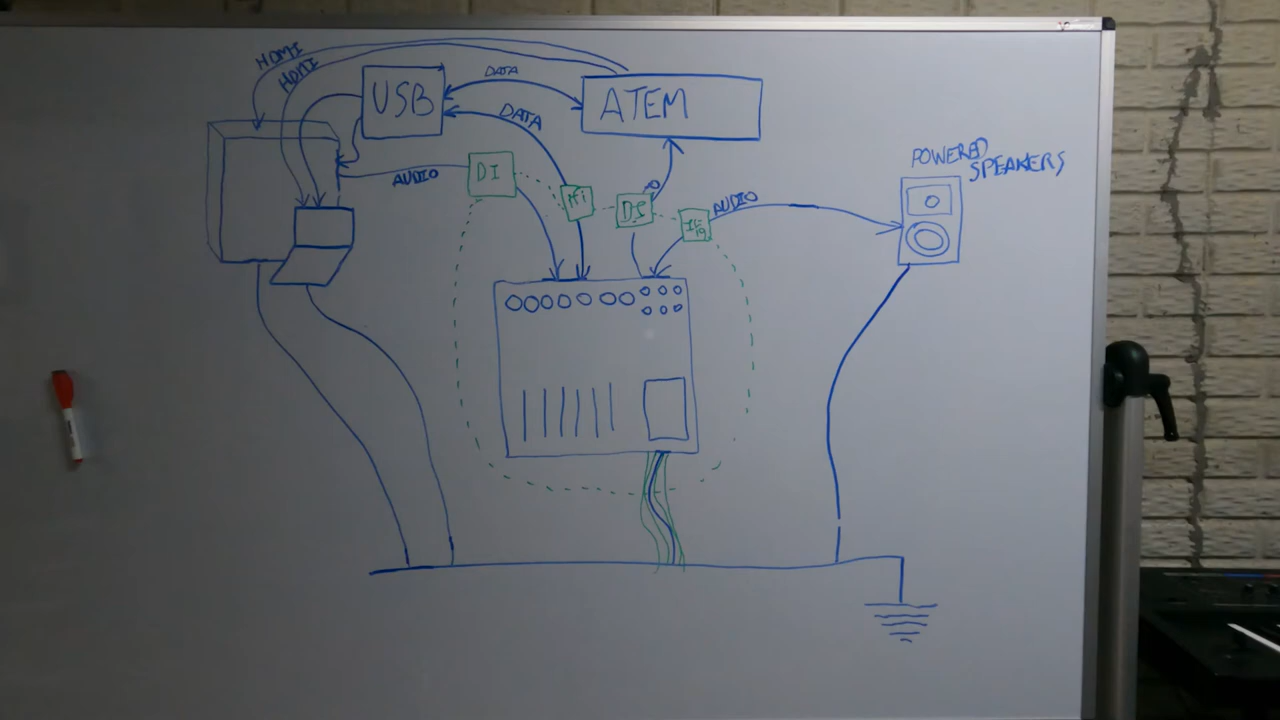 HDMI
HDMI
USB
DATA
ATEM
DATA
DI
AUDIO
DI
AUDIO
POWERED
SPEAKERS